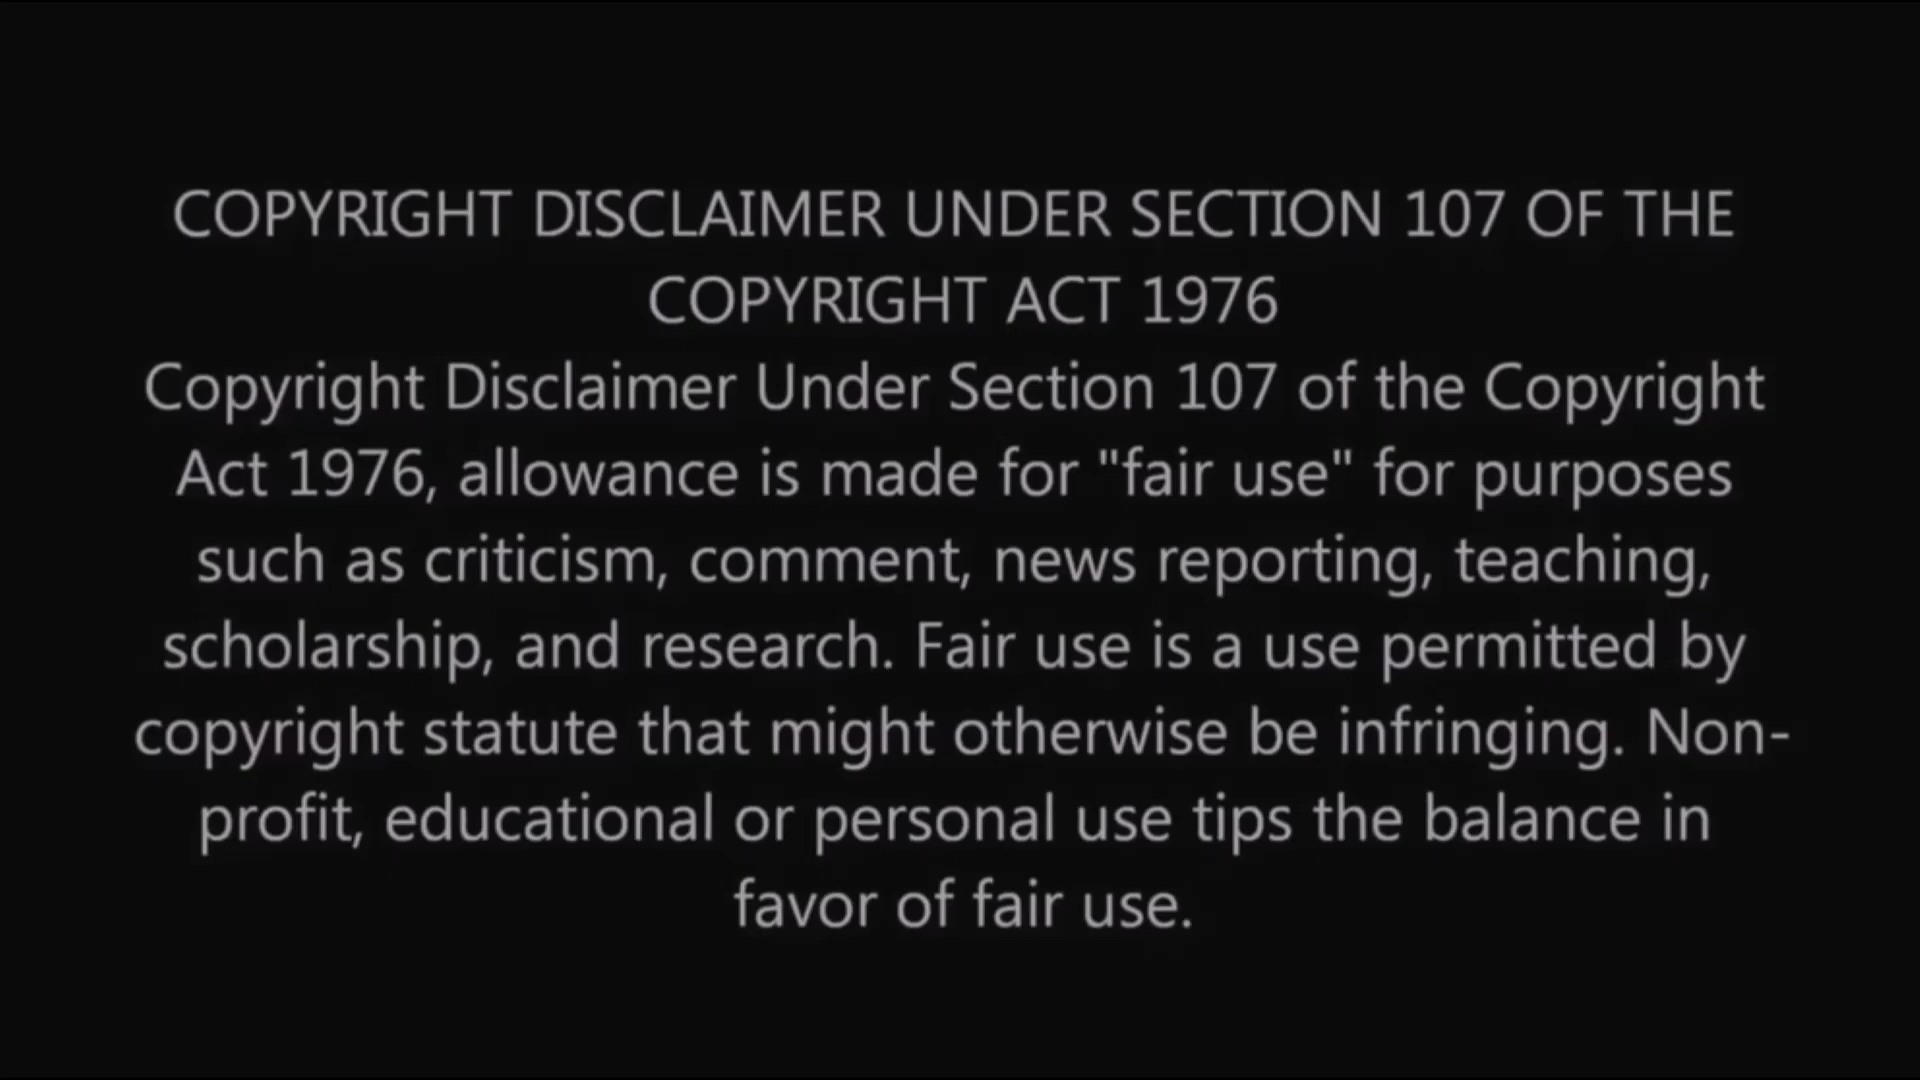 COPYRIGHT DISCLAIMER UNDER SECTION 107 OF THE
COPYRIGHT ACT 1976
Copyright Disclaimer Under Section 107 of the Copyright
Act 1976, allowance is made for "fair use" for purposes
such as criticism, comment, news reporting, teaching,
scholarship, and research. Fair use is a use permitted by
copyright statute that might otherwise be infringing. Non-
profit, educational or personal use tips the balance in
favor of fair use.